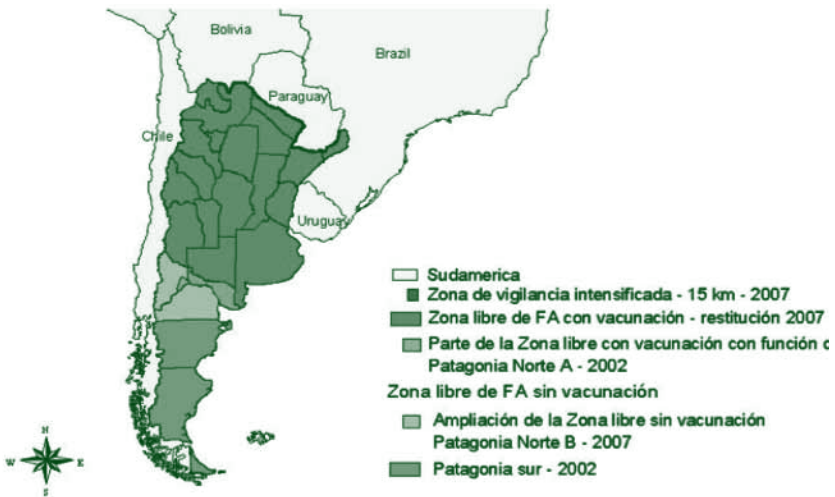 Bolivia
Brazil
Paraguay
Chile
Uruguay
Sudamerica
Zona de vigilancia intensificada - 15 km - 2007
Zona libre de FA con vacunación - restitución 2007
Parte de la Zona libre con vacunación con función
Patagonia Norte A - 2002
Zona libre de FA sin vacunación
Ampliación de la Zona libre sin vacunación
Patagonia Norte B - 2007
Patagonia sur - 2002
N
W E
S